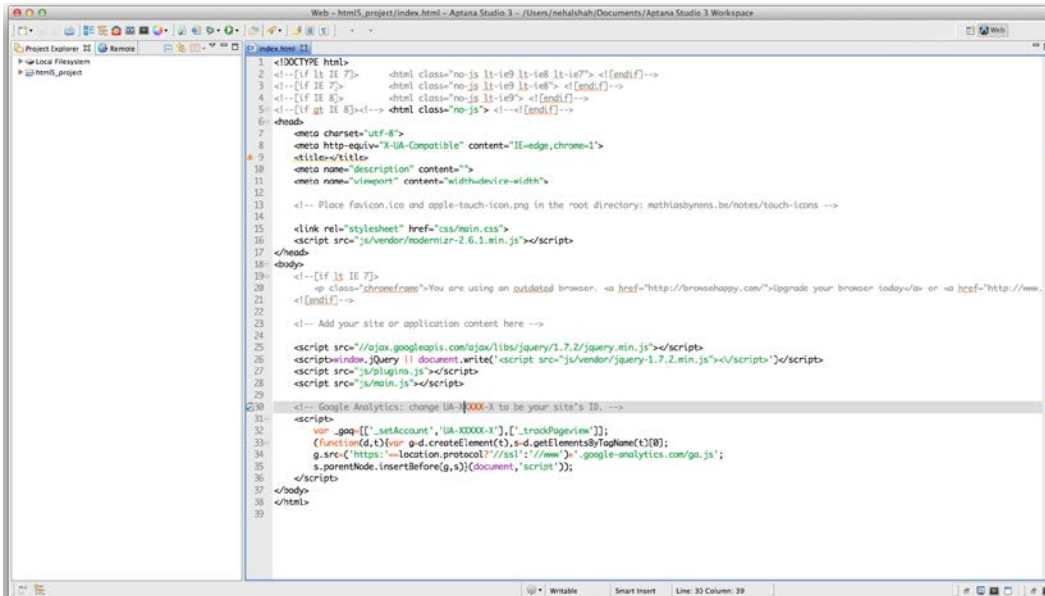 Web – html5_project/index.html – Aptana Studio 3 – /Users/nehalshah/Documents/Aptana Studio 3 Workspace
Web
Project Explorer Remote
index.html
Local Filesystem
html5_project
1 <!DOCTYPE html>
2 <!--[if lt IE 7]> <html class="no-js lt-ie9 lt-ie8 lt-ie7"> <![endif]-->
3 <!--[if IE 7]> <html class="no-js lt-ie9 lt-ie8"> <![endif]-->
4 <!--[if IE 8]> <html class="no-js lt-ie9"> <![endif]-->
5 <!--[if gt IE 8]><!--> <html class="no-js"> <!--<![endif]-->
6 <head>
7 <meta charset="utf-8">
8 <meta http-equiv="X-UA-Compatible" content="IE=edge,chrome=1">
9 <title></title>
10 <meta name="description" content="">
11 <meta name="viewport" content="width=device-width">
12
13 <!-- Place favicon.ico and apple-touch-icon.png in the root directory: mathiasbynens.be/notes/touch-icons -->
14
15 <link rel="stylesheet" href="css/main.css">
16 <script src="js/vendor/modernizr-2.6.1.min.js"></script>
17 </head>
18 <body>
19 <!--[if lt IE 7]>
20 <p class="chromeframe">You are using an outdated browser. <a href="http://browsehappy.com/">Upgrade your browser today</a> or <a href="http://www.
21 <![endif]-->
22
23 <!-- Add your site or application content here -->
24
25 <script src="//ajax.googleapis.com/ajax/libs/jquery/1.7.2/jquery.min.js"></script>
26 <script>window.jQuery || document.write('<script src="js/vendor/jquery-1.7.2.min.js"><\/script>')</script>
27 <script src="js/plugins.js"></script>
28 <script src="js/main.js"></script>
29
30 <!-- Google Analytics: change UA-XXXXX-X to be your site's ID. -->
31 <script>
32 var _gaq=[['_setAccount','UA-XXXXX-X'],['_trackPageview']];
33 (function(d,t){var g=d.createElement(t),s=d.getElementsByTagName(t)[0];
34 g.src=('https:'==location.protocol?'//ssl':'//www')+'.google-analytics.com/ga.js';
35 s.parentNode.insertBefore(g,s)}(document,'script'));
36 </script>
37 </body>
38 </html>
39
Writable Smart Insert Line: 30 Column: 39